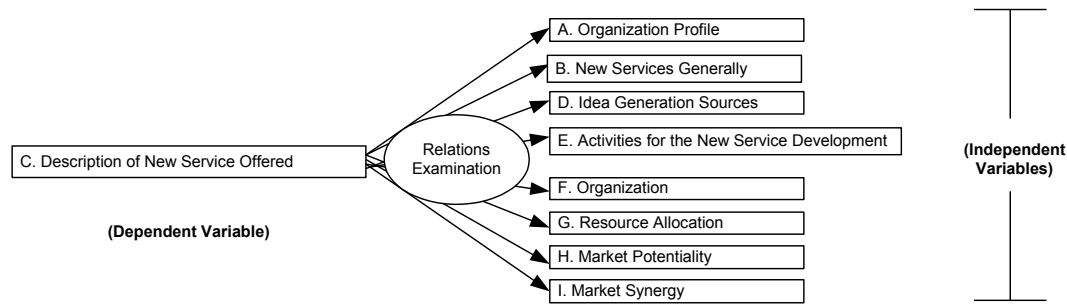 A. Organization Profile
B. New Services Generally
D. Idea Generation Sources
E. Activities for the New Service Development
C. Description of New Service Offered
Relations
Examination
(Independent
Variables)
F. Organization
(Dependent Variable)
G. Resource Allocation
H. Market Potentiality
I. Market Synergy